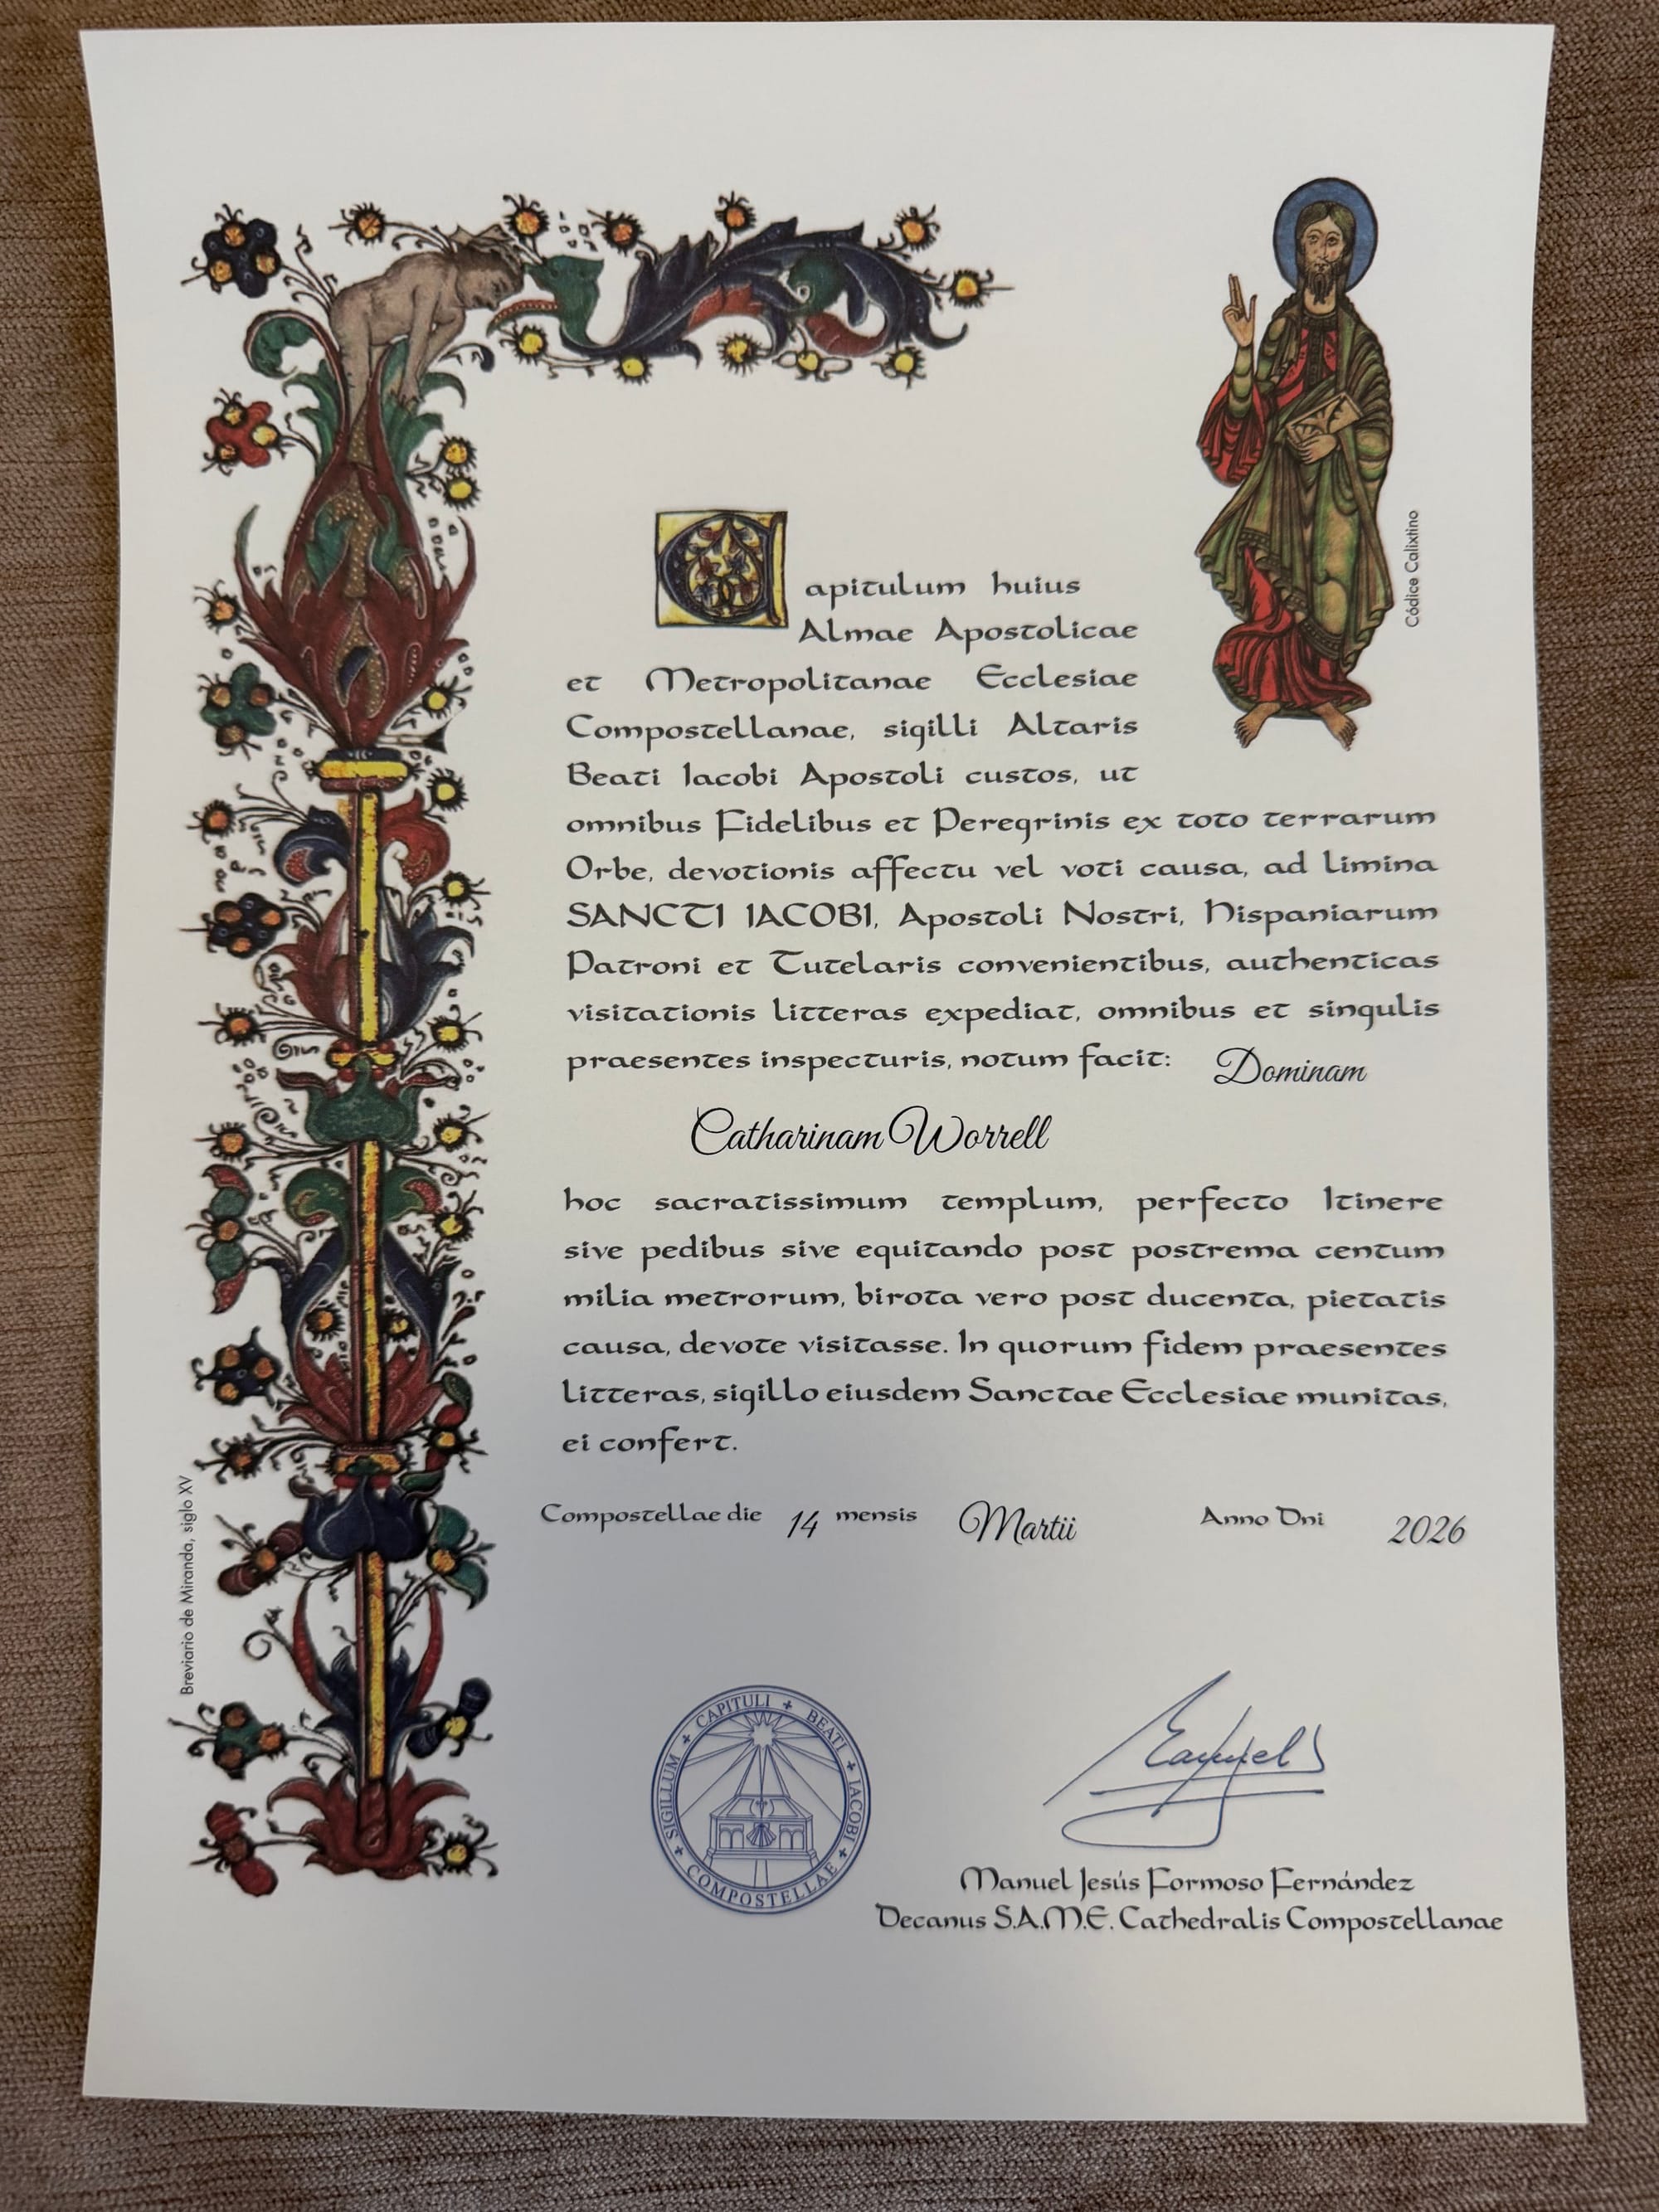 Capitulum huius
Almae Apostolicae
et Metropolitanae Ecclesiae
Compostellanae, sigilli Altaris
Beati Iacobi Apostoli custos, ut
omnibus Fidelibus et Peregrinis ex toto terrarum
Orbe, devotionis affectu vel voti causa, ad limina
SANCTI IACOBI, Apostoli Nostri, Hispaniarum
Patroni et Tutelaris convenientibus, authenticas
visitationis litteras expediat, omnibus et singulis
praesentes inspecturis, notum facit: Dominam
Catharinam Worrell
hoc sacratissimum templum, perfecto Itinere
sive pedibus sive equitando post postrema centum
milia metrorum, birota vero post ducenta, pietatis
causa, devote visitasse. In quorum fidem praesentes
litteras, sigillo eiusdem Sanctae Ecclesiae munitas,
ei confert.
Compostellae die 14 mensis Martii Anno Dni 2026
Códice Calixtino
Breviario de Miranda, siglo XV
SIGILLUM + CAPITULI + BEATI + IACOBI + COMPOSTELLAE +
Manuel Jesús Formoso Fernández
Decanus S.A.M.E. Cathedralis Compostellanae